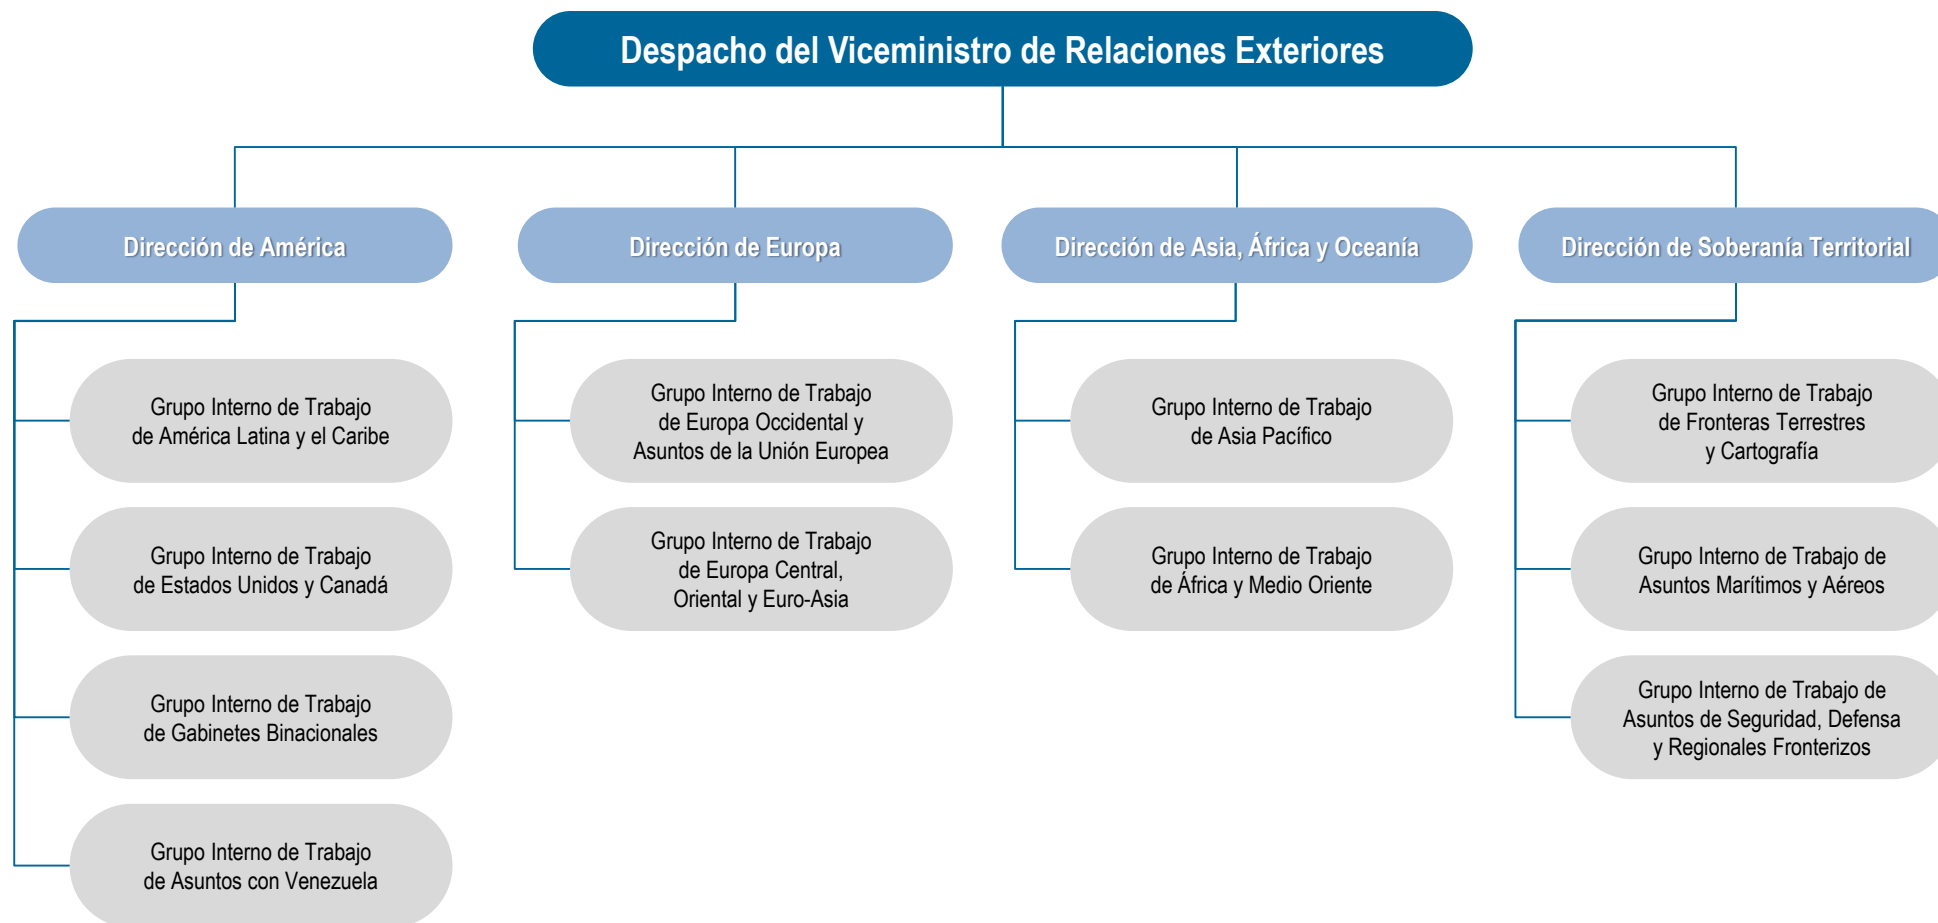 Despacho del Viceministro de Relaciones Exteriores
Dirección de América
Grupo Interno de Trabajo
de América Latina y el Caribe
Grupo Interno de Trabajo
de Estados Unidos y Canadá
Grupo Interno de Trabajo
de Gabinetes Binacionales
Grupo Interno de Trabajo
de Asuntos con Venezuela
Dirección de Europa
Grupo Interno de Trabajo
de Europa Occidental y
Asuntos de la Unión Europea
Grupo Interno de Trabajo
de Europa Central,
Oriental y Euro-Asia
Dirección de Asia, África y Oceanía
Grupo Interno de Trabajo
de Asia Pacífico
Grupo Interno de Trabajo
de África y Medio Oriente
Dirección de Soberanía Territorial
Grupo Interno de Trabajo
de Fronteras Terrestres
y Cartografía
Grupo Interno de Trabajo de
Asuntos Marítimos y Aéreos
Grupo Interno de Trabajo de
Asuntos de Seguridad, Defensa
y Regionales Fronterizos